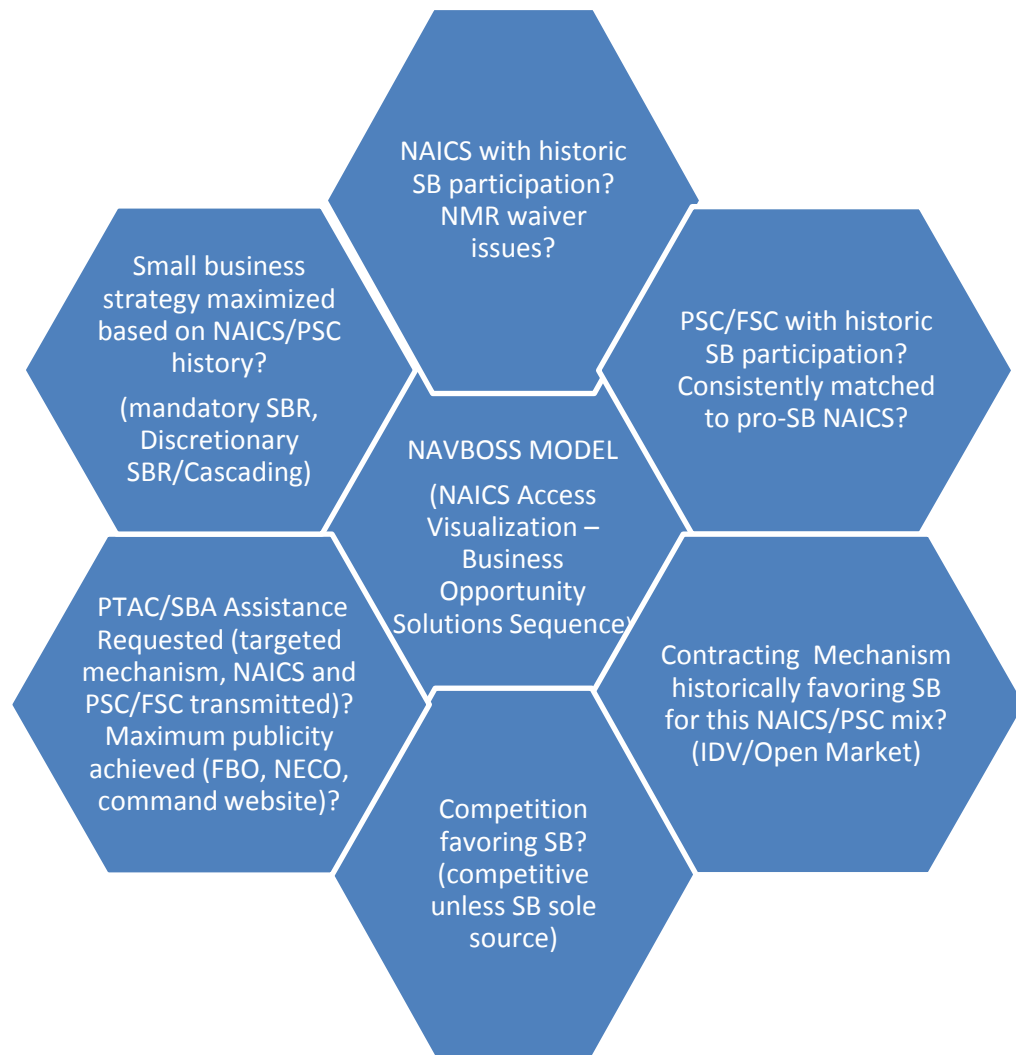 NAICS with historic
SB participation?
NMR waiver
issues?
PSC/FSC with historic
SB participation?
Consistently matched
to pro-SB NAICS?
Contracting  Mechanism
historically favoring SB
for this NAICS/PSC mix?
(IDV/Open Market)
Competition
favoring SB?
(competitive
unless SB sole
source)
PTAC/SBA Assistance
Requested (targeted
mechanism, NAICS and
PSC/FSC transmitted)?
Maximum publicity
achieved (FBO, NECO,
command website)?
Small business
strategy maximized
based on NAICS/PSC
history?
(mandatory SBR,
Discretionary
SBR/Cascading)
NAVBOSS MODEL
(NAICS Access
Visualization –
Business
Opportunity
Solutions Sequence)